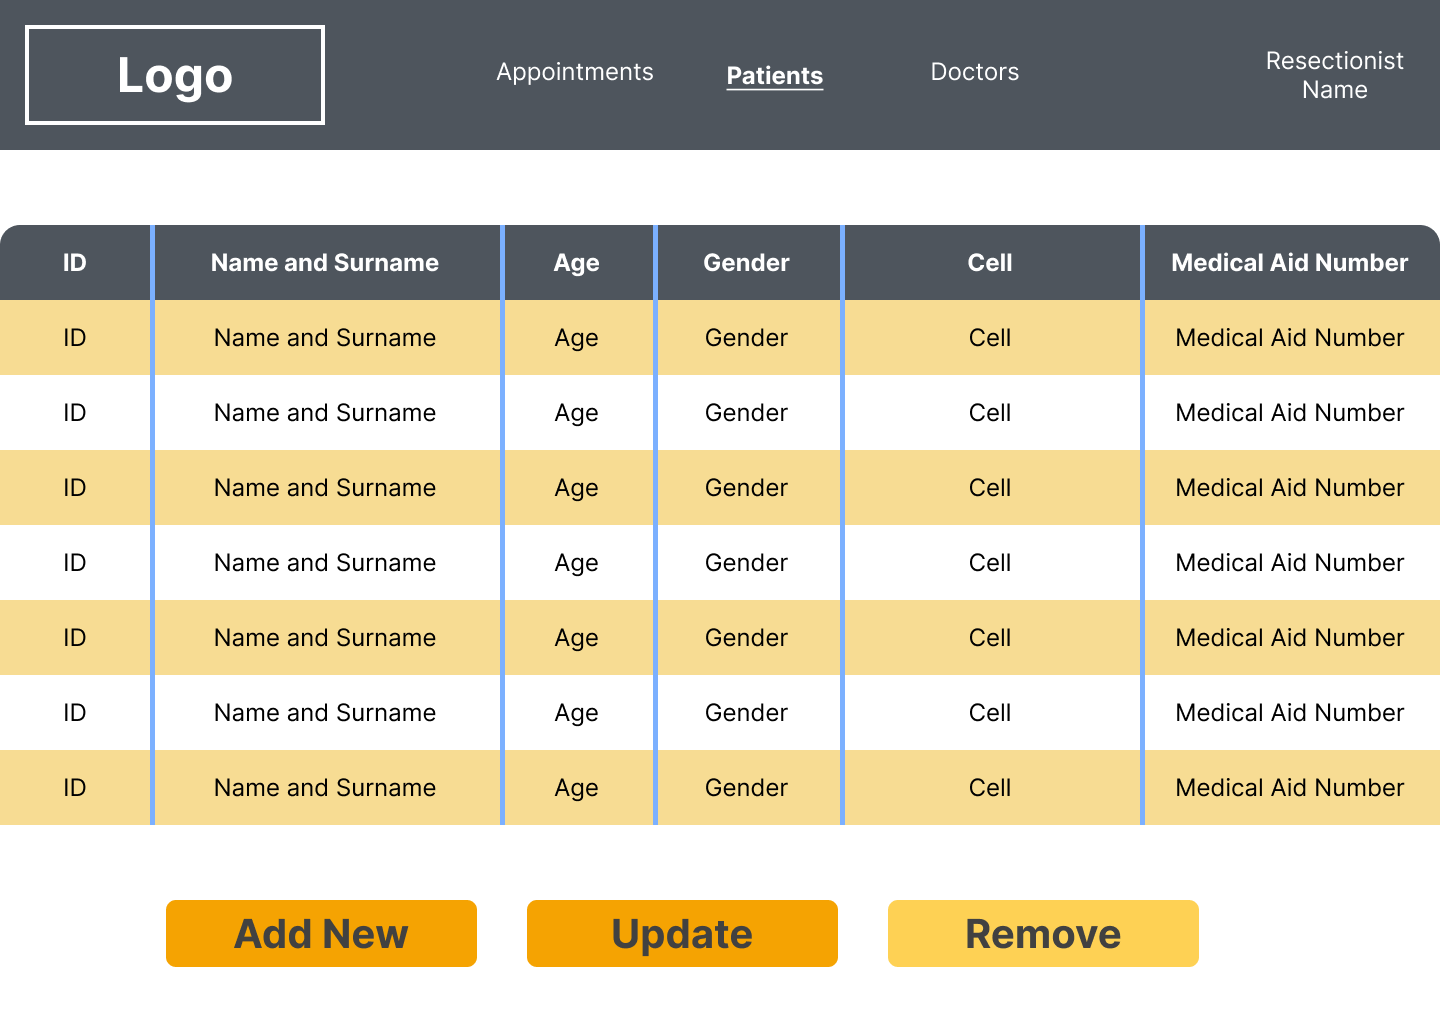 Logo
Appointments
Patients
Doctors
Resectionist
Name
ID Name and Surname Age Gender Cell Medical Aid Number
ID Name and Surname Age Gender Cell Medical Aid Number
ID Name and Surname Age Gender Cell Medical Aid Number
ID Name and Surname Age Gender Cell Medical Aid Number
ID Name and Surname Age Gender Cell Medical Aid Number
ID Name and Surname Age Gender Cell Medical Aid Number
ID Name and Surname Age Gender Cell Medical Aid Number
ID Name and Surname Age Gender Cell Medical Aid Number
Add New
Update
Remove